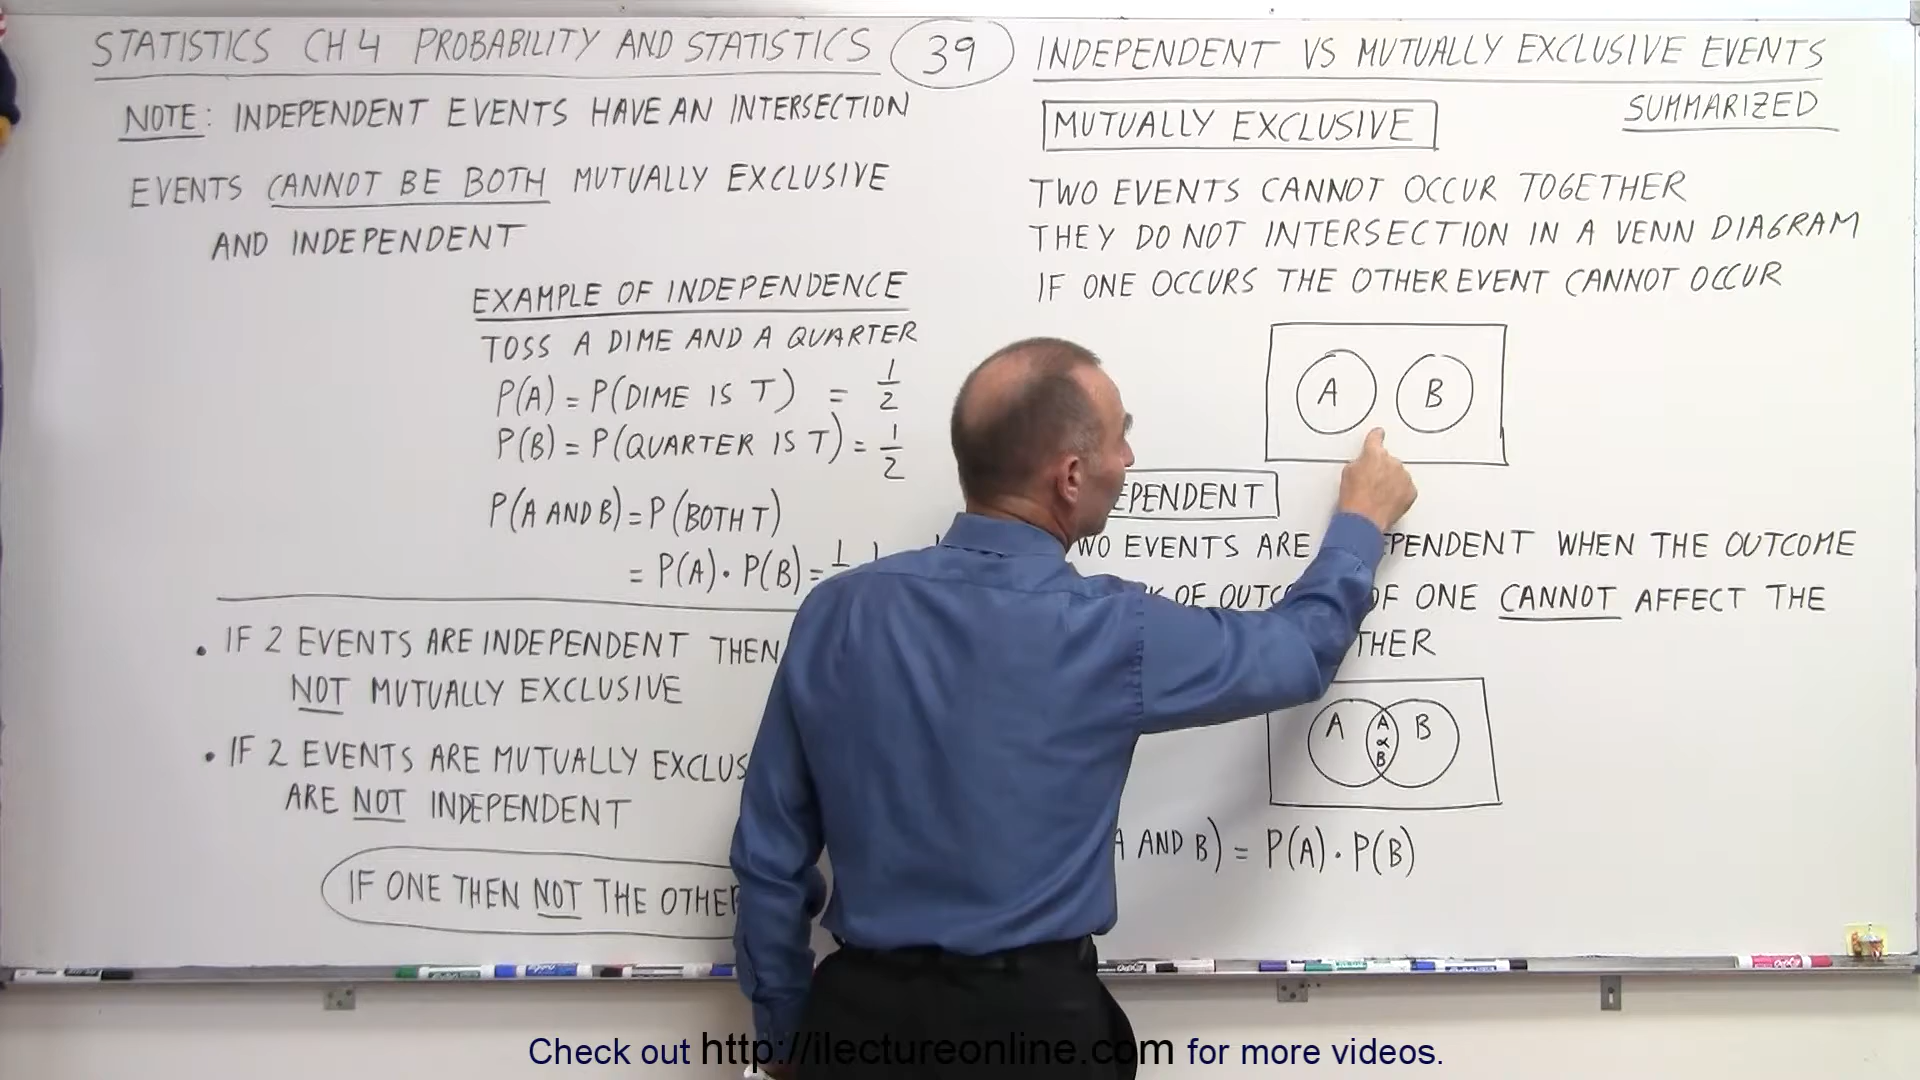 STATISTICS CH 4 PROBABILITY AND STATISTICS
39
INDEPENDENT VS MUTUALLY EXCLUSIVE EVENTS
SUMMARIZED
NOTE: INDEPENDENT EVENTS HAVE AN INTERSECTION
EVENTS CANNOT BE BOTH MUTUALLY EXCLUSIVE
AND INDEPENDENT
EXAMPLE OF INDEPENDENCE
TOSS A DIME AND A QUARTER
P(A) = P(DIME IS T) = 1/2
P(B) = P(QUARTER IS T) = 1/2
P(A AND B) = P(BOTH T)
= P(A) · P(B) =
• IF 2 EVENTS ARE INDEPENDENT THEN
NOT MUTUALLY EXCLUSIVE
• IF 2 EVENTS ARE MUTUALLY EXCLUS
ARE NOT INDEPENDENT
IF ONE THEN NOT THE OTHER
MUTUALLY EXCLUSIVE
TWO EVENTS CANNOT OCCUR TOGETHER
THEY DO NOT INTERSECTION IN A VENN DIAGRAM
IF ONE OCCURS THE OTHER EVENT CANNOT OCCUR
A B
EPENDENT
WO EVENTS ARE PENDENT WHEN THE OUTCOME
OF OUTCO OF ONE CANNOT AFFECT THE
THER
A A & B B
A AND B) = P(A) · P(B)
Check out http://ilectureonline.com for more videos.